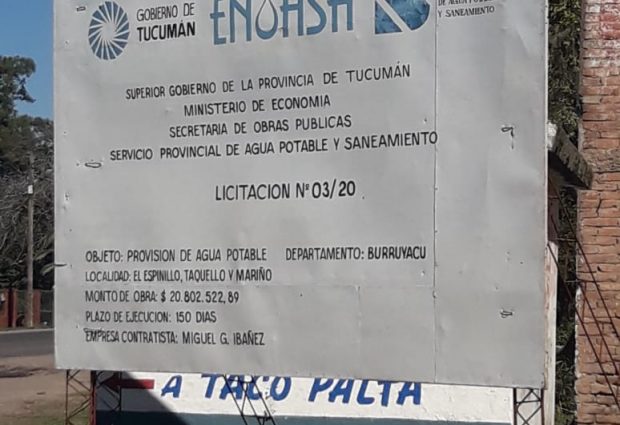 GOBIERNO DE
TUCUMÁN
ENOHSA
Y SANEAMIENTO
SUPERIOR GOBIERNO DE LA PROVINCIA DE TUCUMÁN
MINISTERIO DE ECONOMIA
SECRETARIA DE OBRAS PUBLICAS
SERVICIO PROVINCIAL DE AGUA POTABLE Y SANEAMIENTO
LICITACION Nº 03/20
OBJETO: PROVISION DE AGUA POTABLE DEPARTAMENTO: BURRUYACU
LOCALIDAD: EL ESPINILLO, TAQUELLO Y MARIÑO
MONTO DE OBRA: $ 20.802.522,89
PLAZO DE EJECUCION: 150 DIAS
EMPRESA CONTRATISTA: MIGUEL G. IBAÑEZ
A TACO PALTA